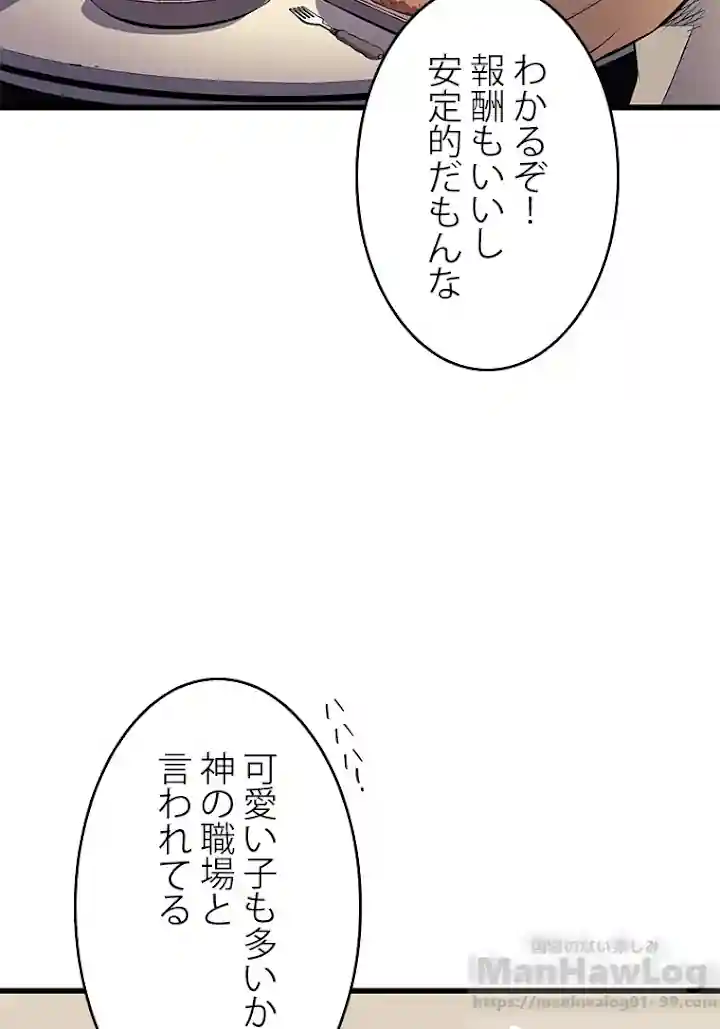 わかるぞ!
報酬もいいし
安定的だもんな
ハハハハ!
可愛い子も多いか
神の職場と
言われてる
ManHawLog